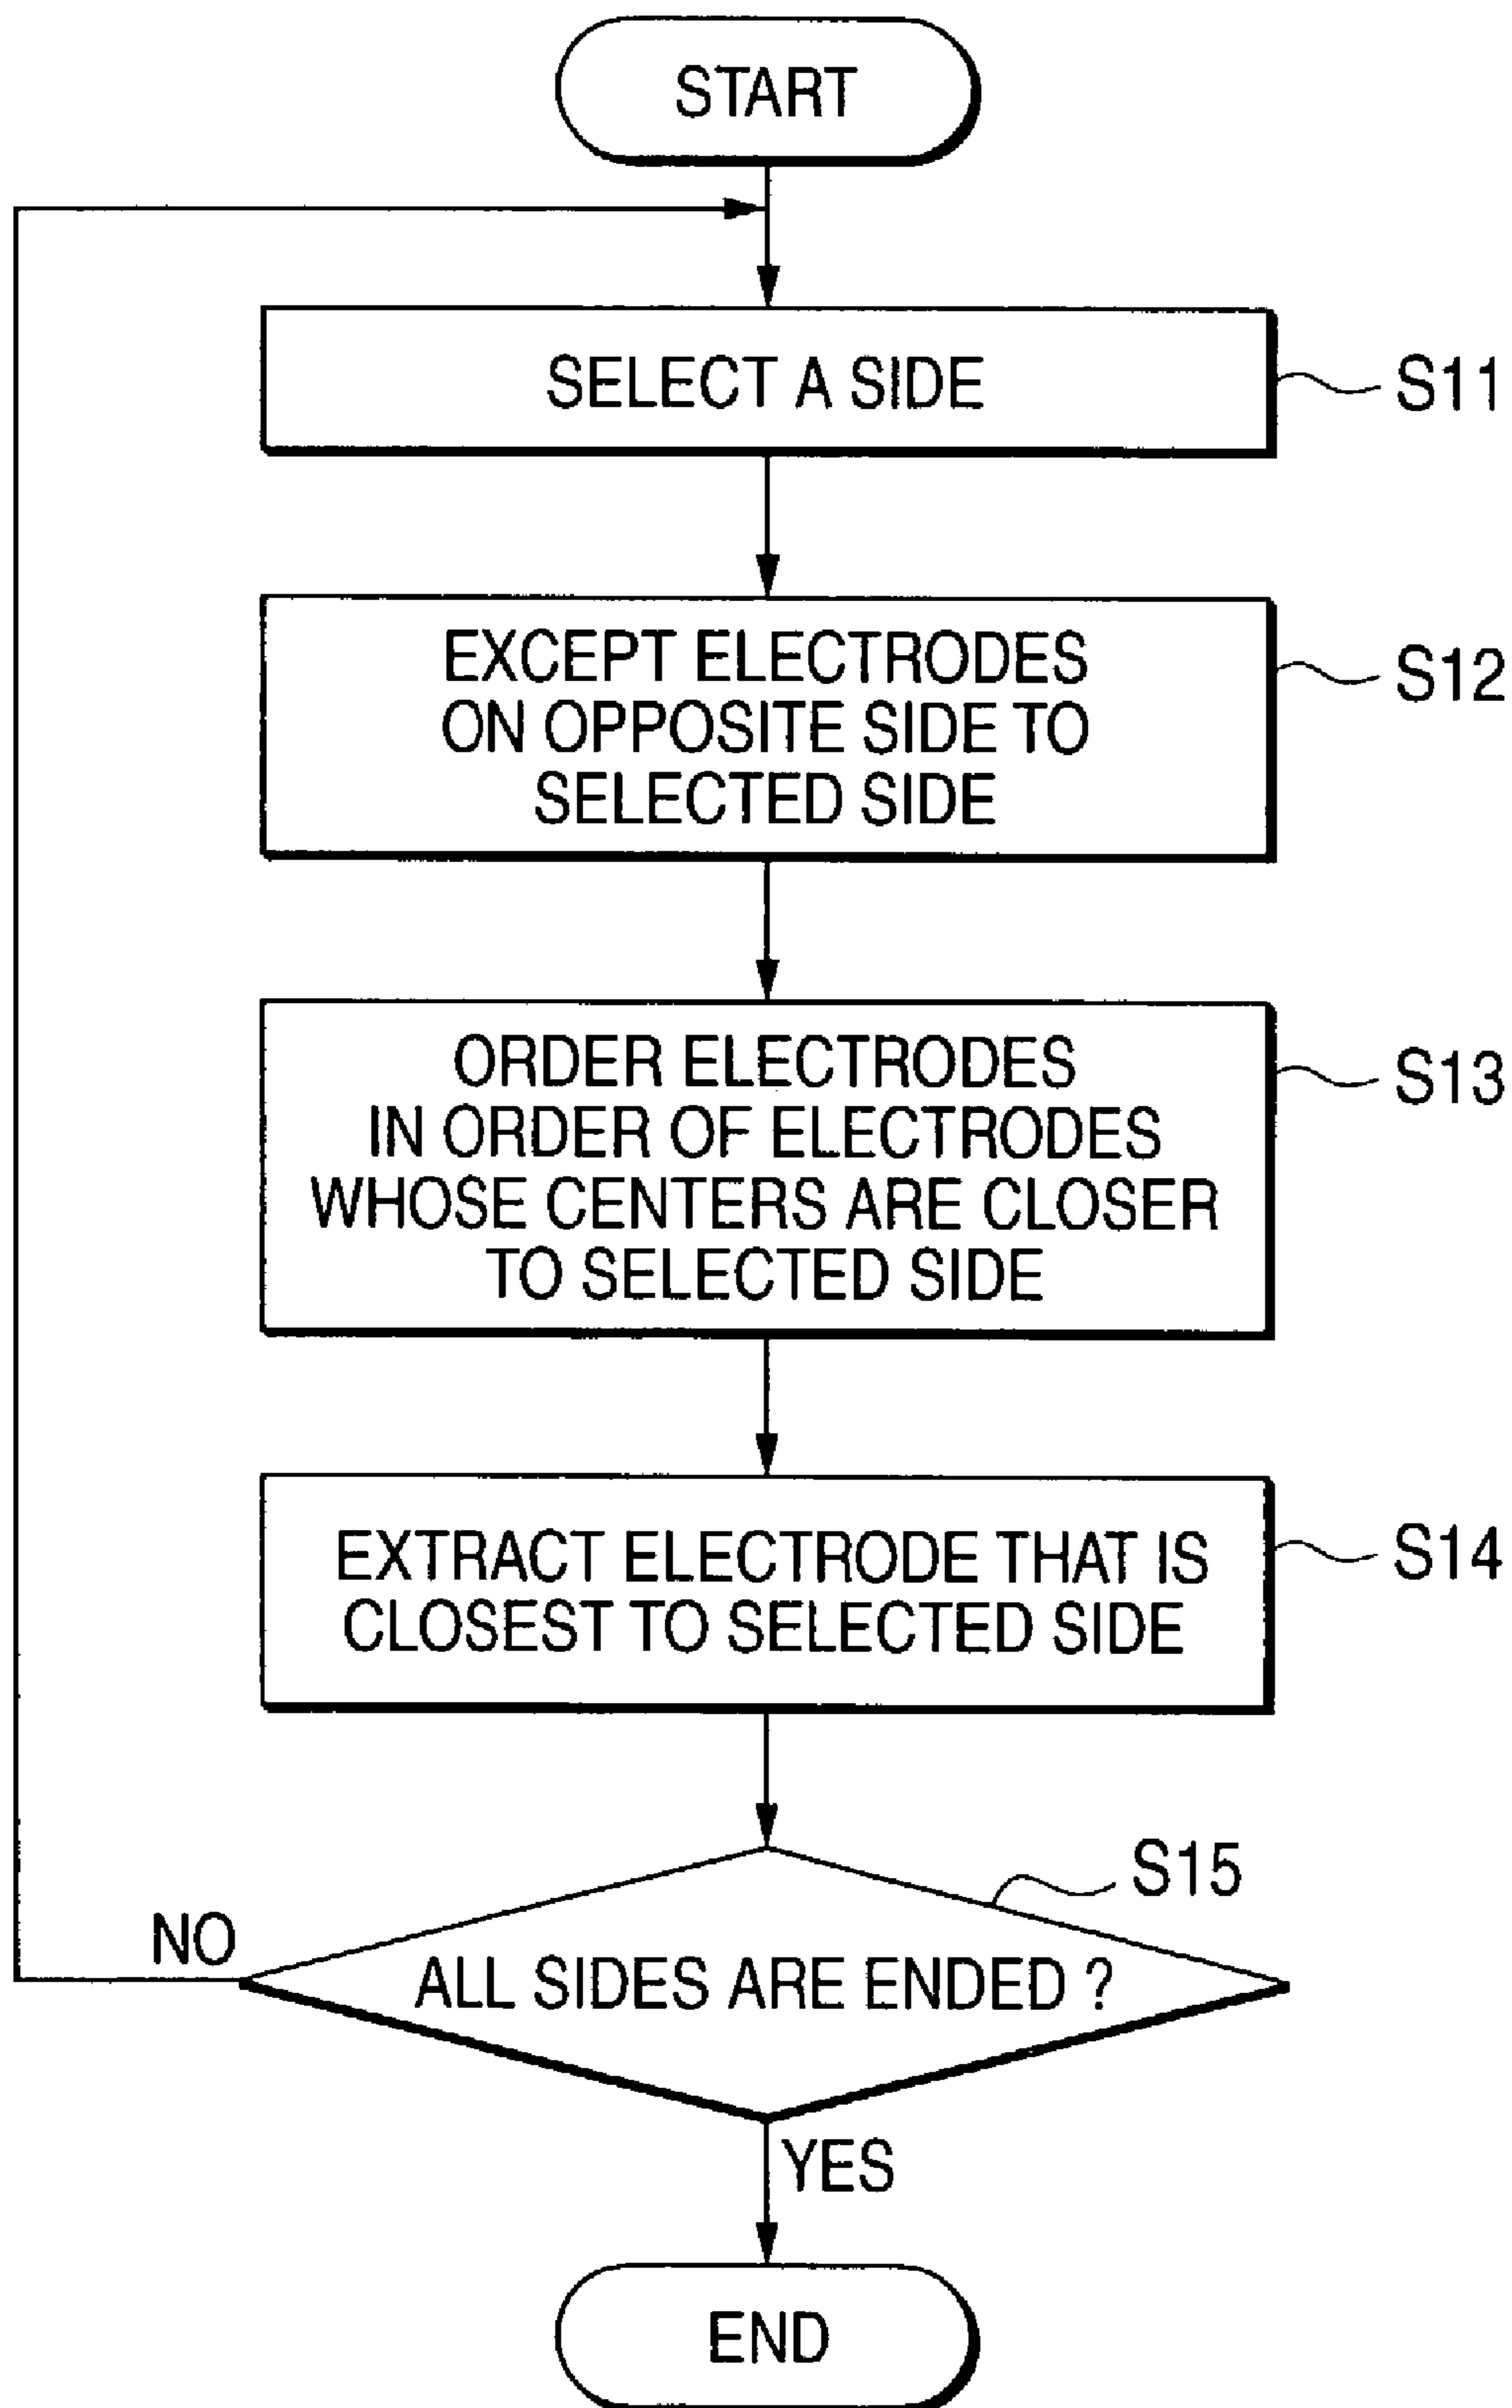 START
SELECT A SIDE
S11
EXCEPT ELECTRODES
ON OPPOSITE SIDE TO
SELECTED SIDE
S12
ORDER ELECTRODES
IN ORDER OF ELECTRODES
WHOSE CENTERS ARE CLOSER
TO SELECTED SIDE
S13
EXTRACT ELECTRODE THAT IS
CLOSEST TO SELECTED SIDE
S14
S15
NO
ALL SIDES ARE ENDED ?
YES
END